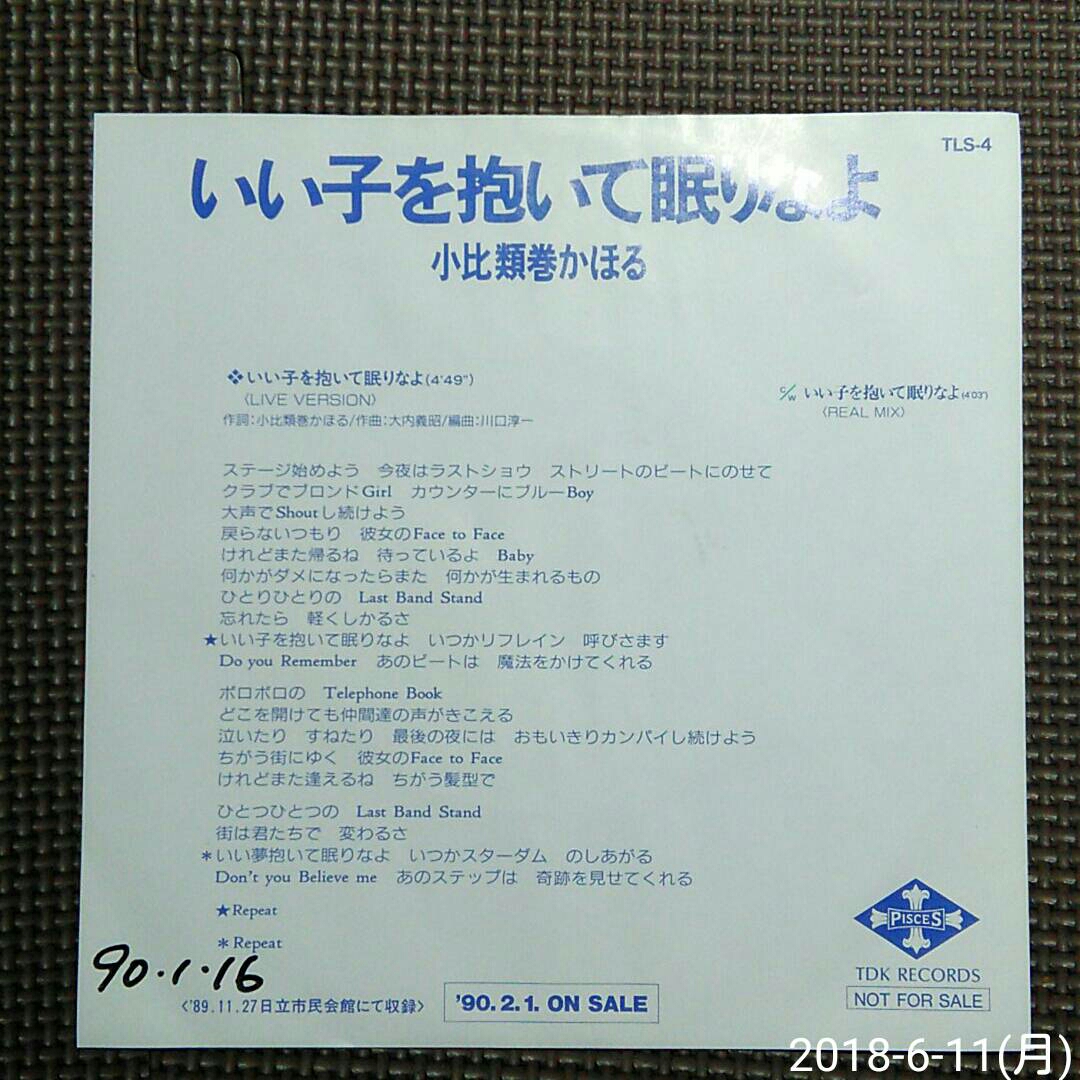 TLS-4
いい子を抱いて眠りなよ
小比類巻かほる
❖いい子を抱いて眠りなよ(4'49")
〈LIVE VERSION〉
作詞:小比類巻かほる/作曲:大内義昭/編曲:川口淳一
C/W いい子を抱いて眠りなよ(4'03")
〈REAL MIX〉
ステージ始めよう 今夜はラストショウ ストリートのビートにのせて
クラブでブロンドGirl カウンターにブルーBoy
大声でShoutし続けよう
戻らないつもり 彼女のFace to Face
けれどまた帰るね 待っているよ Baby
何かがダメになったらまた 何かが生まれるもの
ひとりひとりの Last Band Stand
忘れたら 軽くしかるさ
★いい子を抱いて眠りなよ いつかリフレイン 呼びさます
Do you Remember あのビートは 魔法をかけてくれる
ボロボロの Telephone Book
どこを開けても仲間達の声がきこえる
泣いたり すねたり 最後の夜には おもいきりカンパイし続けよう
ちがう街にゆく 彼女のFace to Face
けれどまた逢えるね ちがう髪型で
ひとつひとつの Last Band Stand
街は君たちで 変わるさ
*いい夢抱いて眠りなよ いつかスターダム のしあがる
Don't you Believe me あのステップは 奇跡を見せてくれる
★Repeat
*Repeat
90.1.16
〈'89.11.27日立市民会館にて収録〉
'90.2.1. ON SALE
PISCES
TDK RECORDS
NOT FOR SALE
2018-6-11(月)